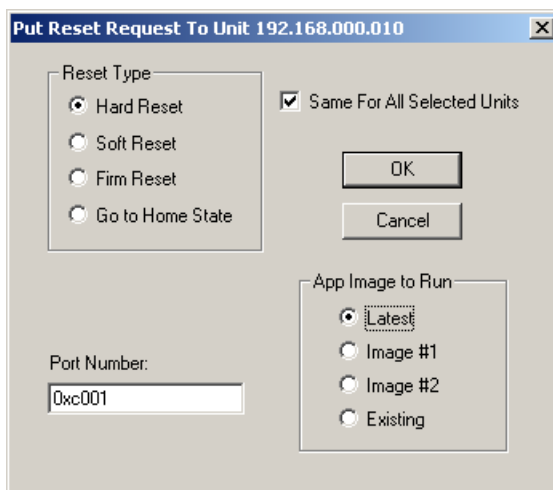 Put Reset Request To Unit 192.168.000.010
Reset Type
Hard Reset
Soft Reset
Firm Reset
Go to Home State
Same For All Selected Units
OK
Cancel
App Image to Run
Latest
Image #1
Image #2
Existing
Port Number:
0xc001